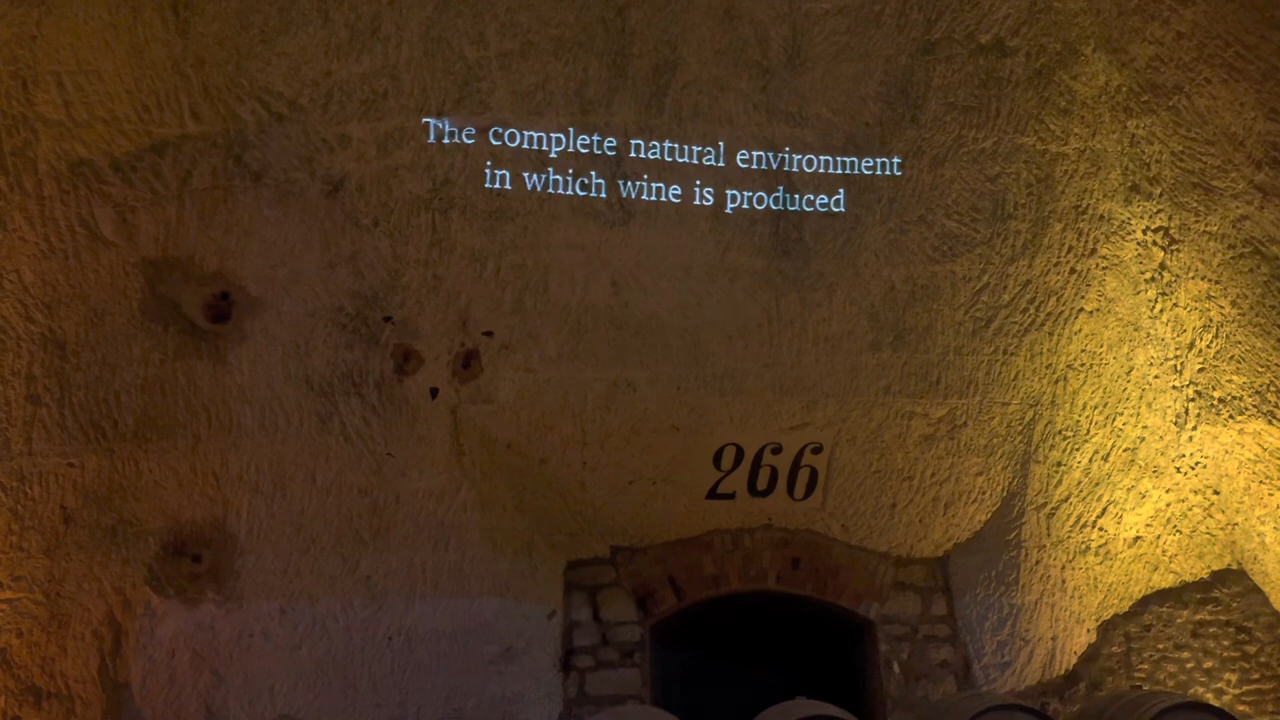 The complete natural environment
in which wine is produced
266